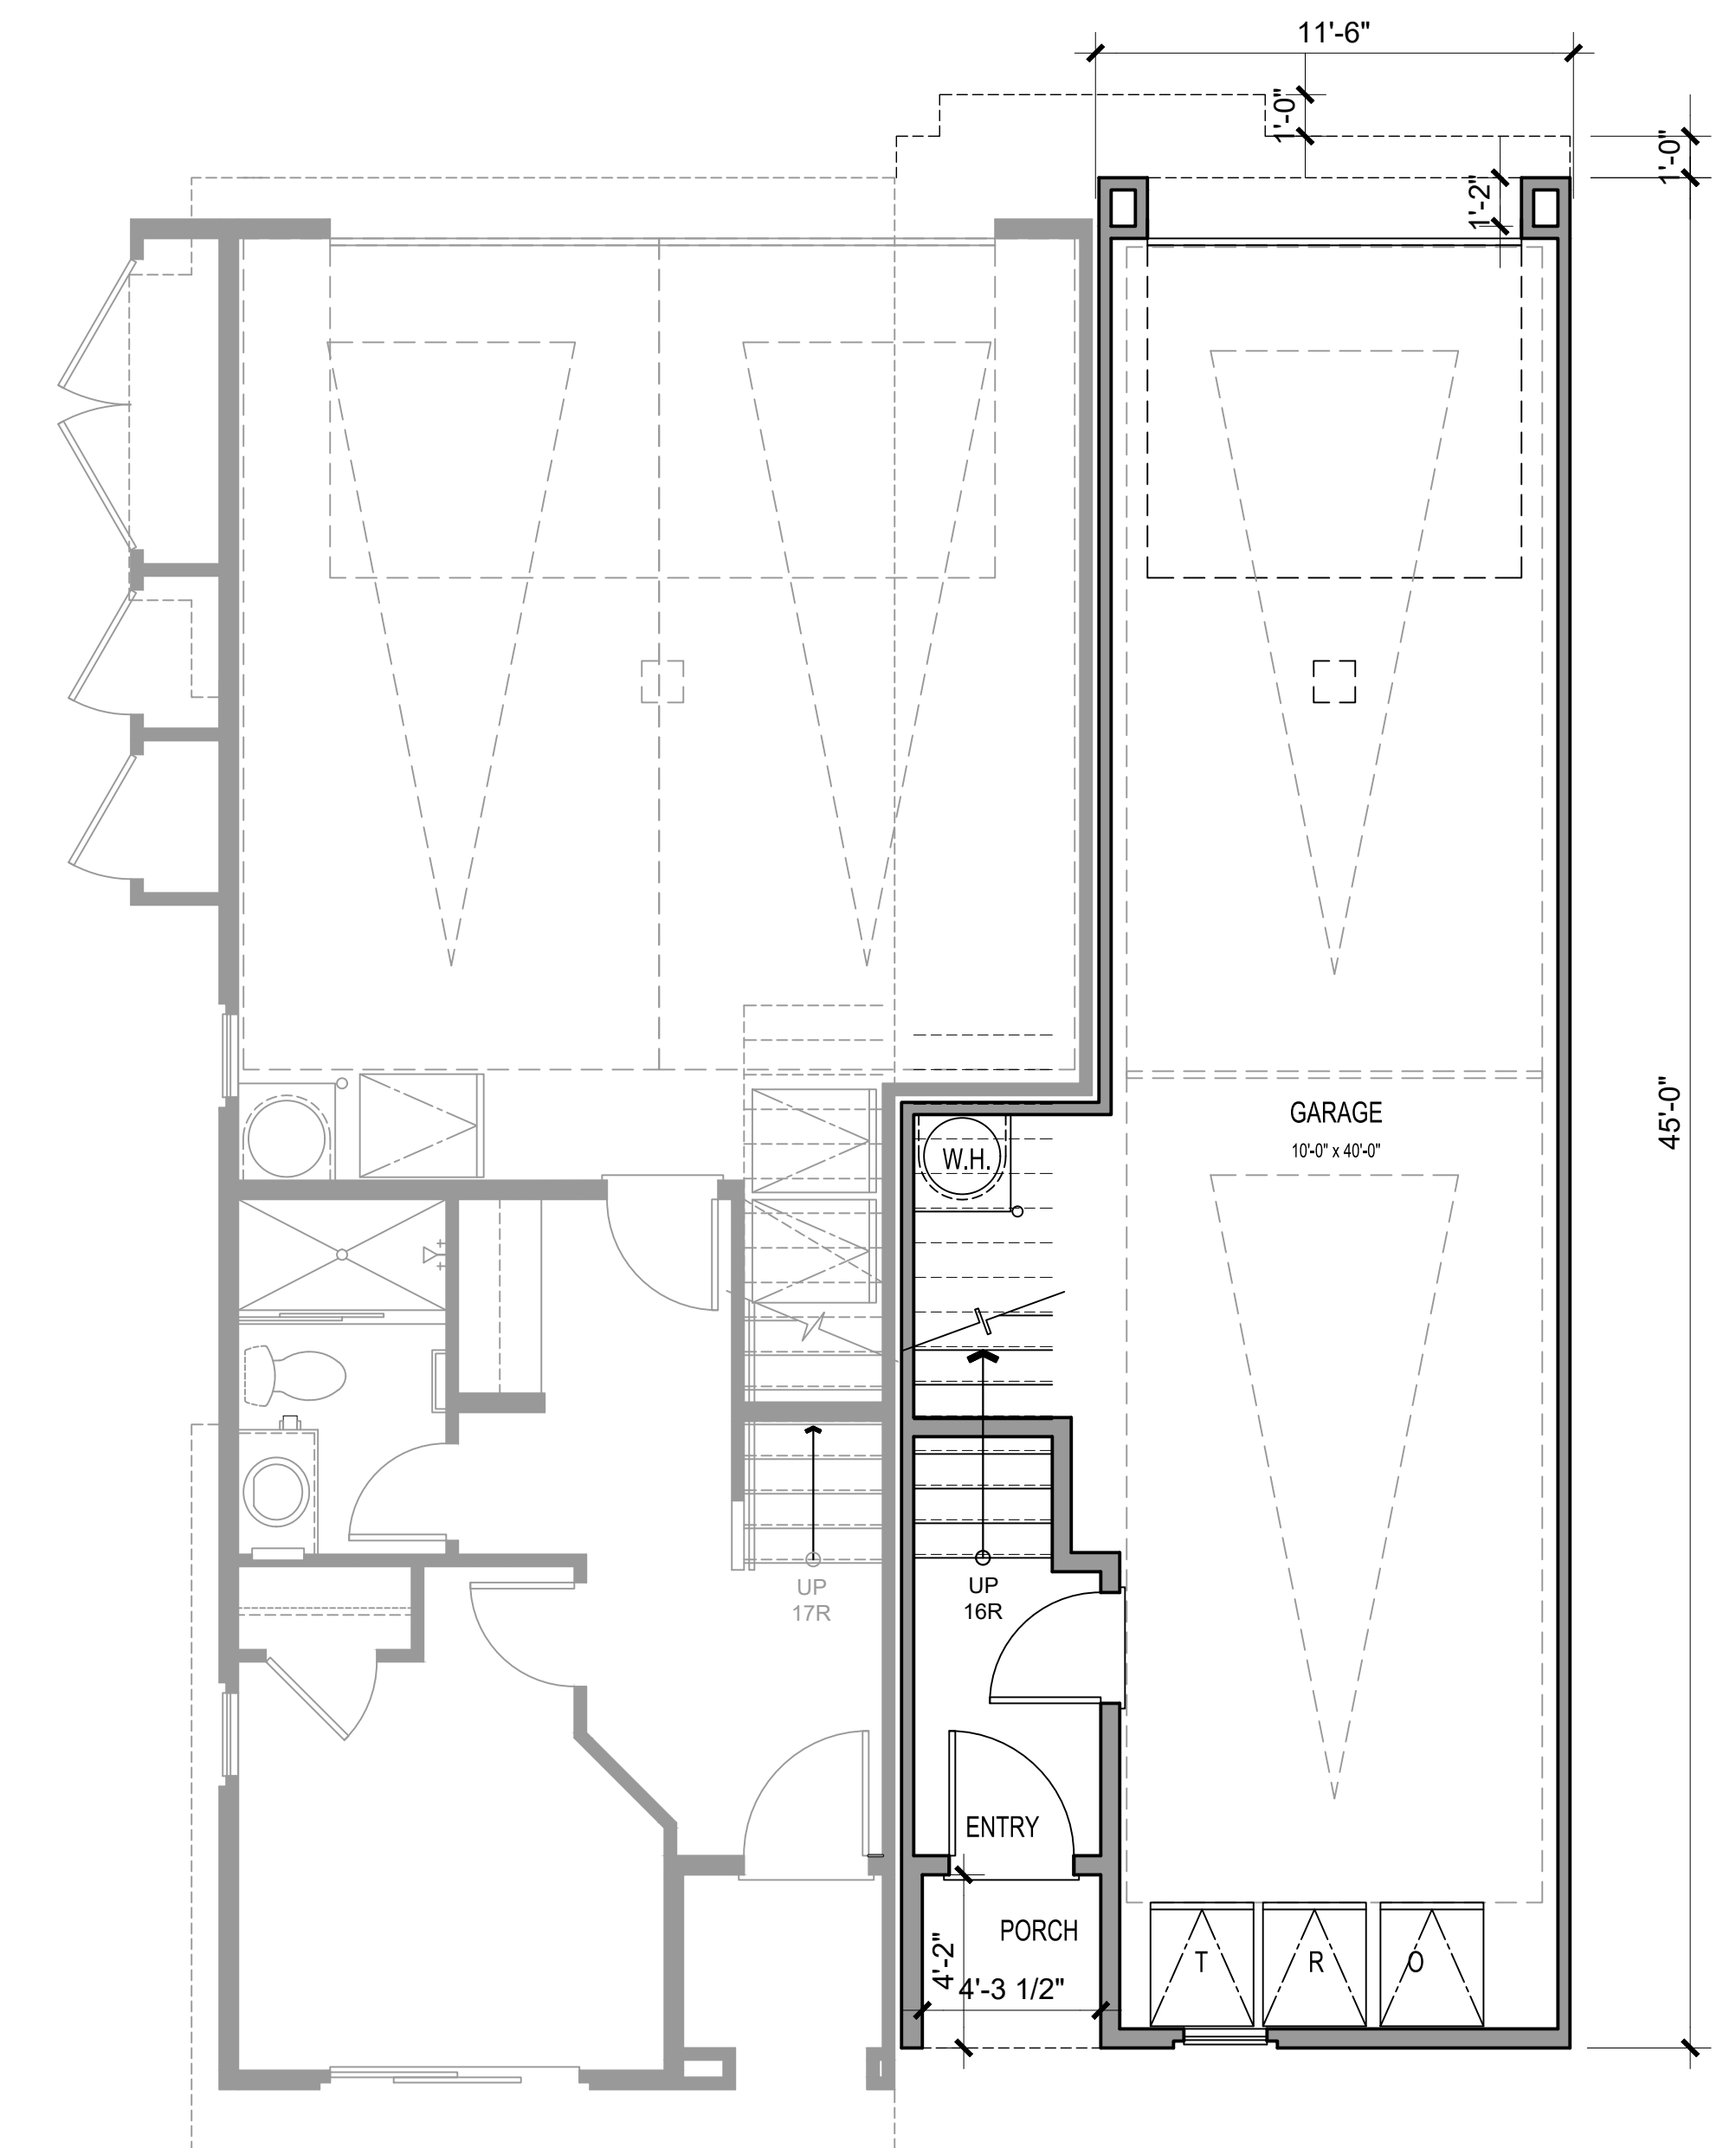 11'-6"
1'-0"
1'-0"
1'-2"
45'-0"
GARAGE
10'-0" x 40'-0"
W.H.
UP
17R
UP
16R
ENTRY
PORCH
4'-2"
4'-3 1/2"
T
R
O